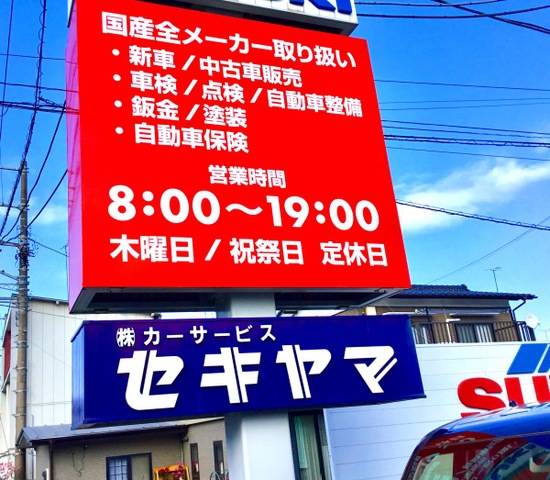 国産全メーカー取り扱い
・新車/中古車販売
・車検/点検/自動車整備
・鈑金/塗装
・自動車保険
営業時間
8:00〜19:00
木曜日/祝祭日 定休日
㈱カーサービス
セキヤマ